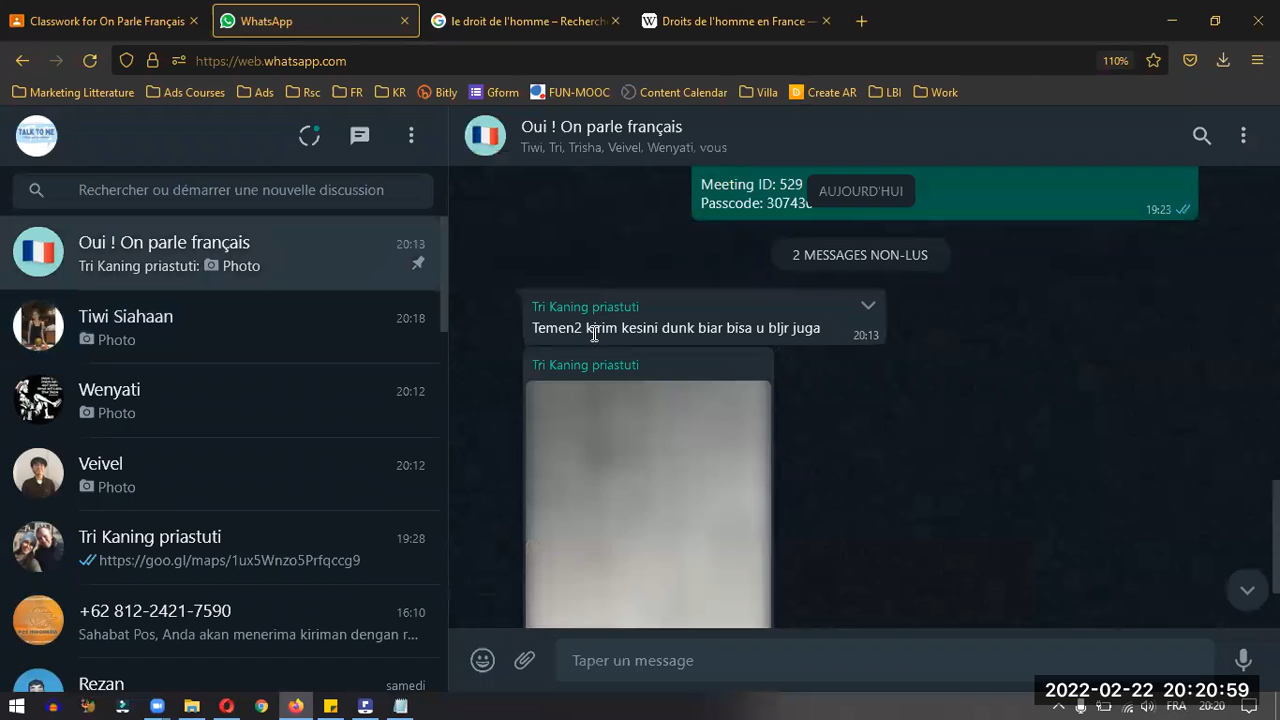 Classwork for On Parle Français
WhatsApp
le droit de l'homme – Recherch
Droits de l'homme en France —
https://web.whatsapp.com
110%
Marketing Litterature
Ads Courses
Ads
Rsc
FR
KR
Bitly
Gform
FUN-MOOC
Content Calendar
Villa
Create AR
LBI
Work
TALK TO ME
Oui ! On parle français
Tiwi, Tri, Trisha, Veivel, Wenyati, vous
Rechercher ou démarrer une nouvelle discussion
Oui ! On parle français
20:13
Tri Kaning priastuti: Photo
Tiwi Siahaan
20:18
Photo
Wenyati
20:12
Photo
Veivel
20:12
Photo
Tri Kaning priastuti
19:28
https://goo.gl/maps/1ux5Wnzo5Prfqccg9
+62 812-2421-7590
16:10
Sahabat Pos, Anda akan menerima kiriman dengan r...
Rezan
samedi
Meeting ID: 529
AUJOURD'HUI
Passcode: 307430
19:23
2 MESSAGES NON-LUS
Tri Kaning priastuti
Temen2 kirim kesini dunk biar bisa u bljr juga
20:13
Tri Kaning priastuti
Taper un message
2022-02-22 20:20:59
FRA
20:20